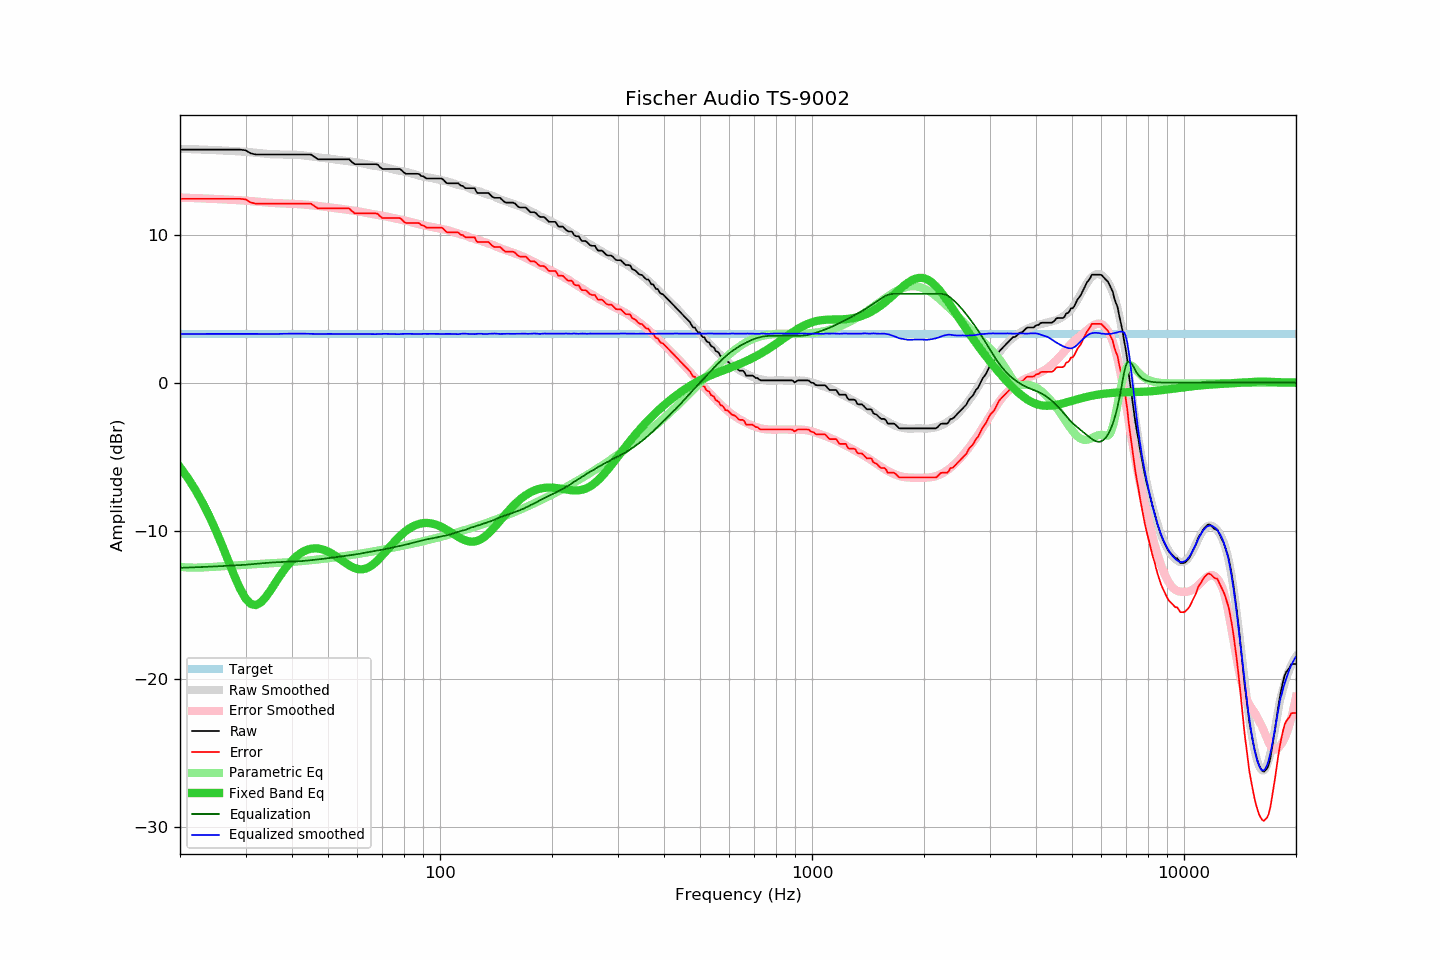 Fischer Audio TS-9002
Amplitude (dBr)
10
0
−10
−20
−30
Target
Raw Smoothed
Error Smoothed
Raw
Error
Parametric Eq
Fixed Band Eq
Equalization
Equalized smoothed
100
1000
10000
Frequency (Hz)